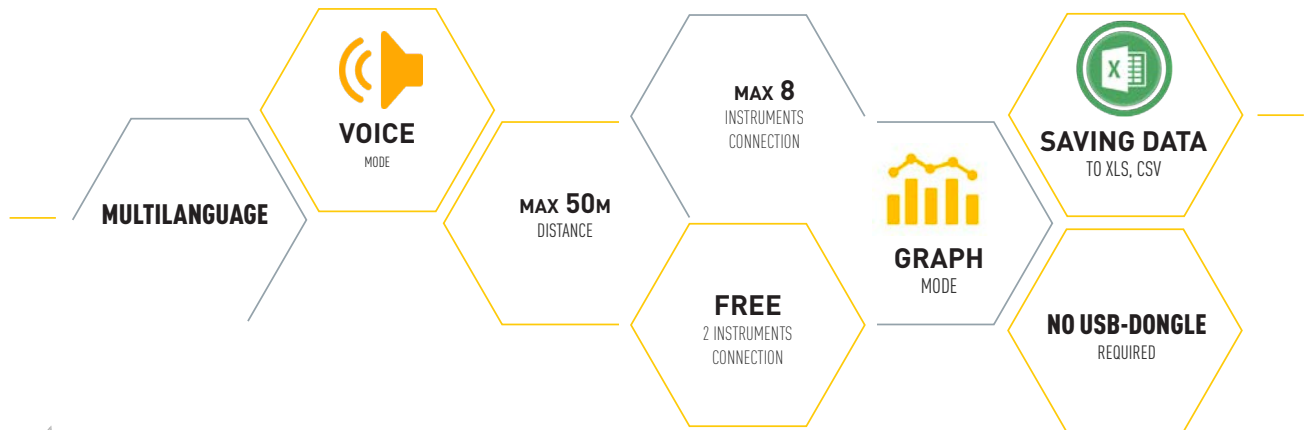 MULTILANGUAGE
VOICE
MODE
MAX 50M
DISTANCE
MAX 8
INSTRUMENTS
CONNECTION
FREE
2 INSTRUMENTS
CONNECTION
GRAPH
MODE
X
SAVING DATA
TO XLS, CSV
NO USB-DONGLE
REQUIRED